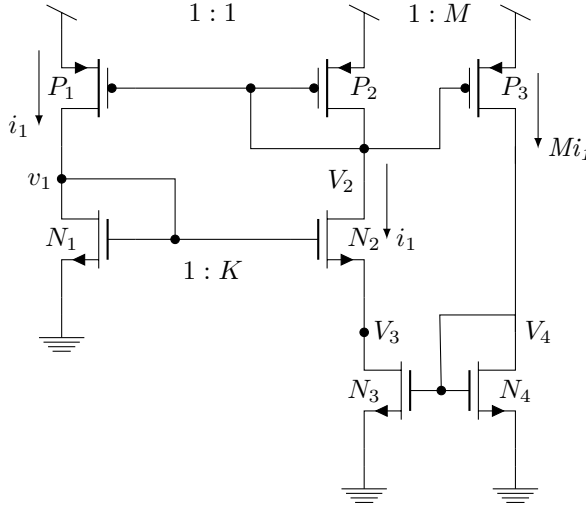 1 : 1
1 : M
P₁
P₂
P₃
i₁
Mi₁
v₁
V₂
N₁
N₂
i₁
1 : K
V₃
V₄
N₃
N₄